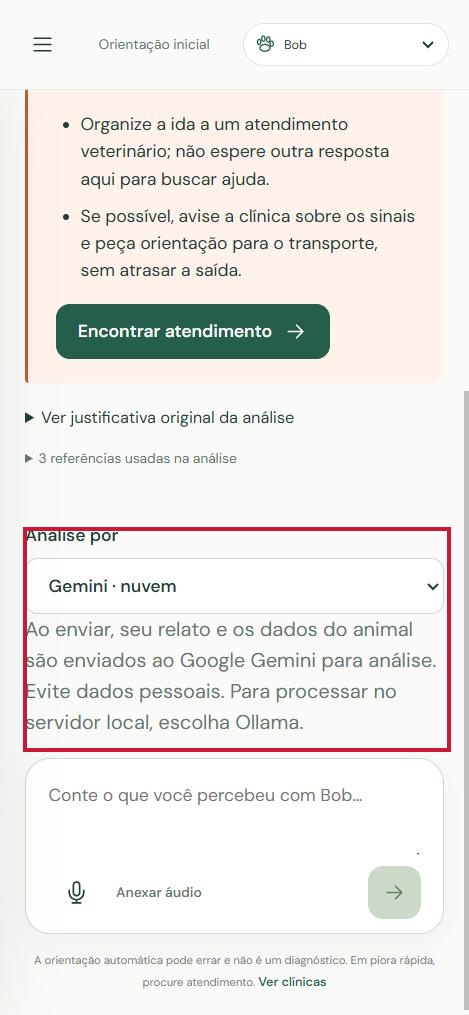 Orientação inicial
Bob
Organize a ida a um atendimento
veterinário; não espere outra resposta
aqui para buscar ajuda.
Se possível, avise a clínica sobre os sinais
e peça orientação para o transporte,
sem atrasar a saída.
Encontrar atendimento
Ver justificativa original da análise
3 referências usadas na análise
Análise por
Gemini · nuvem
Ao enviar, seu relato e os dados do animal
são enviados ao Google Gemini para análise.
Evite dados pessoais. Para processar no
servidor local, escolha Ollama.
Conte o que você percebeu com Bob...
Anexar áudio
A orientação automática pode errar e não é um diagnóstico. Em piora rápida,
procure atendimento. Ver clínicas